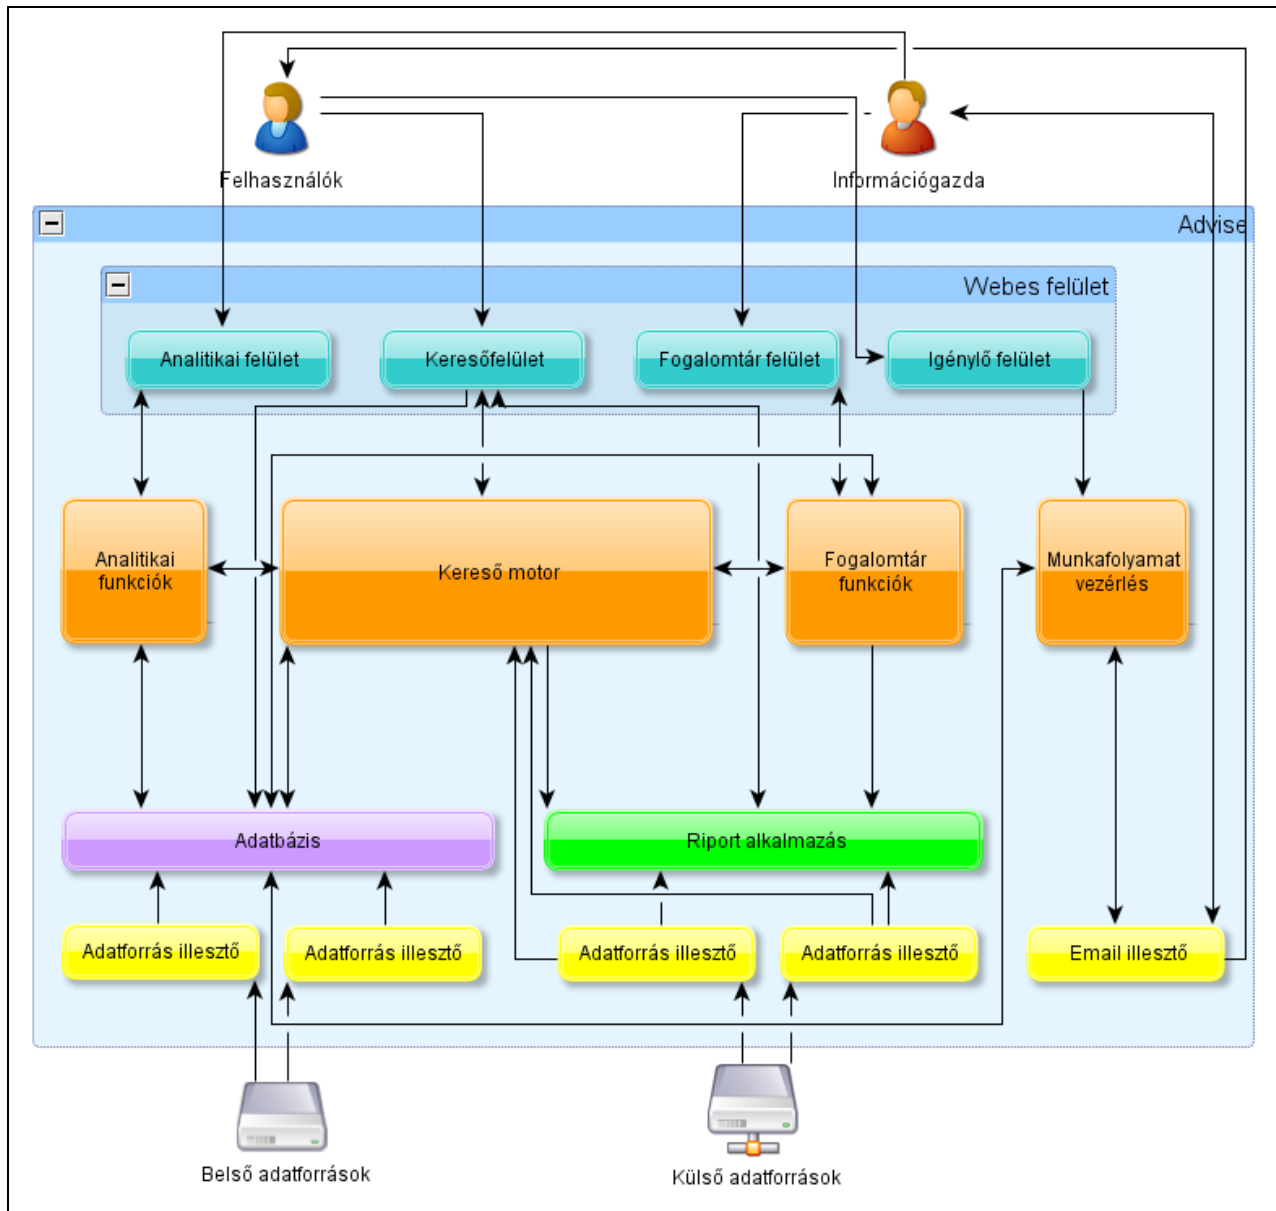 Felhasználók
Információgazda
Advise
Webes felület
Analitikai felület
Keresőfelület
Fogalomtár felület
Igénylő felület
Analitikai
funkciók
Kereső motor
Fogalomtár
funkciók
Munkafolyamat
vezérlés
Adatbázis
Riport alkalmazás
Adatforrás illesztő
Adatforrás illesztő
Adatforrás illesztő
Adatforrás illesztő
Email illesztő
Belső adatforrások
Külső adatforrások